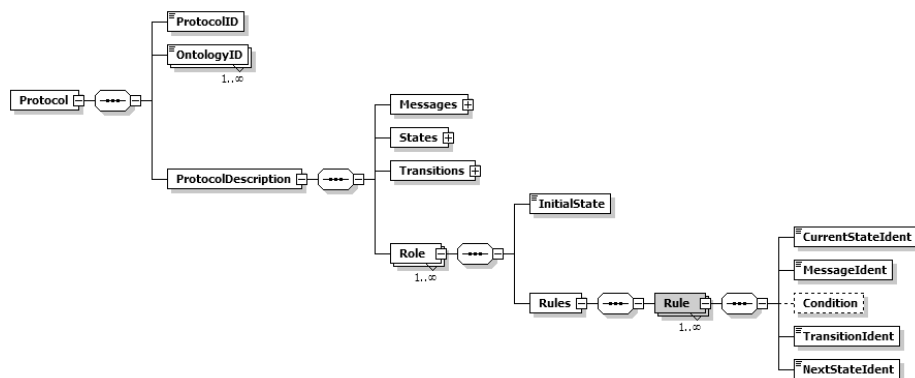 ProtocolID
OntologyID
1..∞
Protocol
Messages
States
Transitions
ProtocolDescription
InitialState
Role
1..∞
CurrentStateIdent
MessageIdent
Rules
Rule
1..∞
Condition
TransitionIdent
NextStateIdent